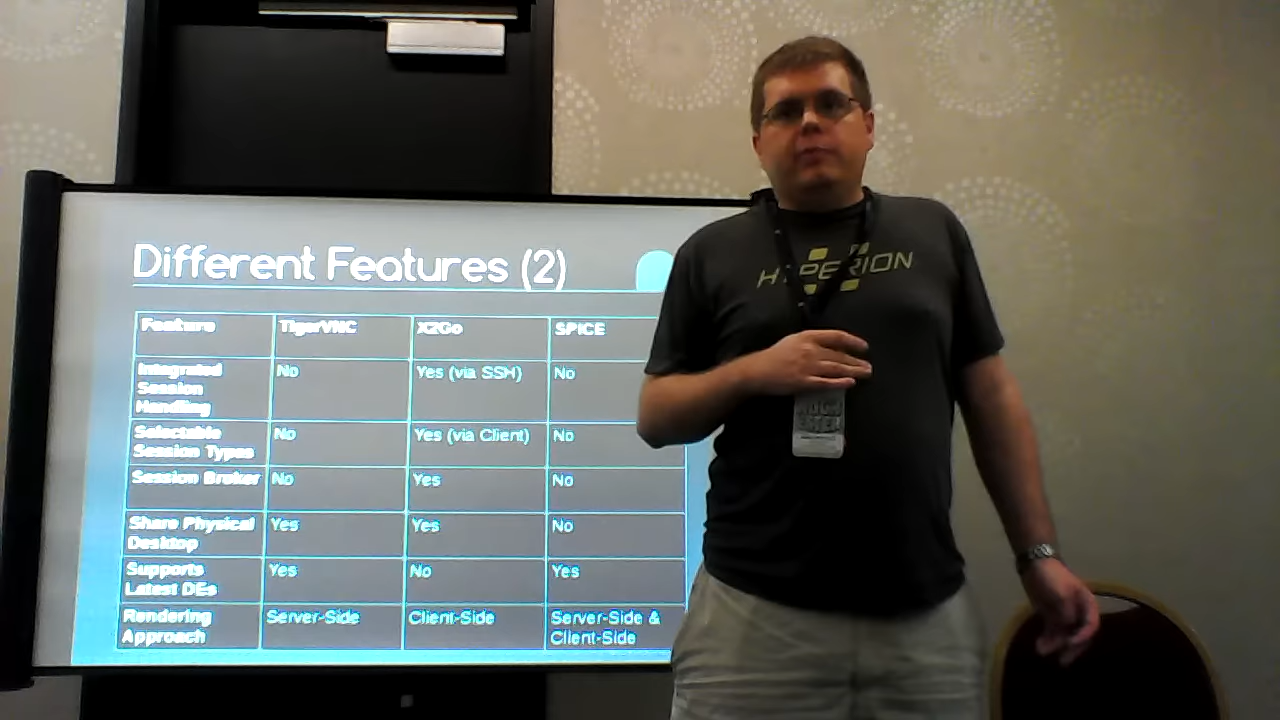 HYPERION
Different Features (2)
Feature TigerVNC X2Go SPICE
Integrated No Yes (via SSH) No
Session
Handling
Selectable No Yes (via Client) No
Session Types
Session Broker No Yes No
Share Physical Yes Yes No
Desktop
Supports Yes No Yes
Latest DEs
Rendering Server-Side Client-Side Server-Side &
Approach Client-Side